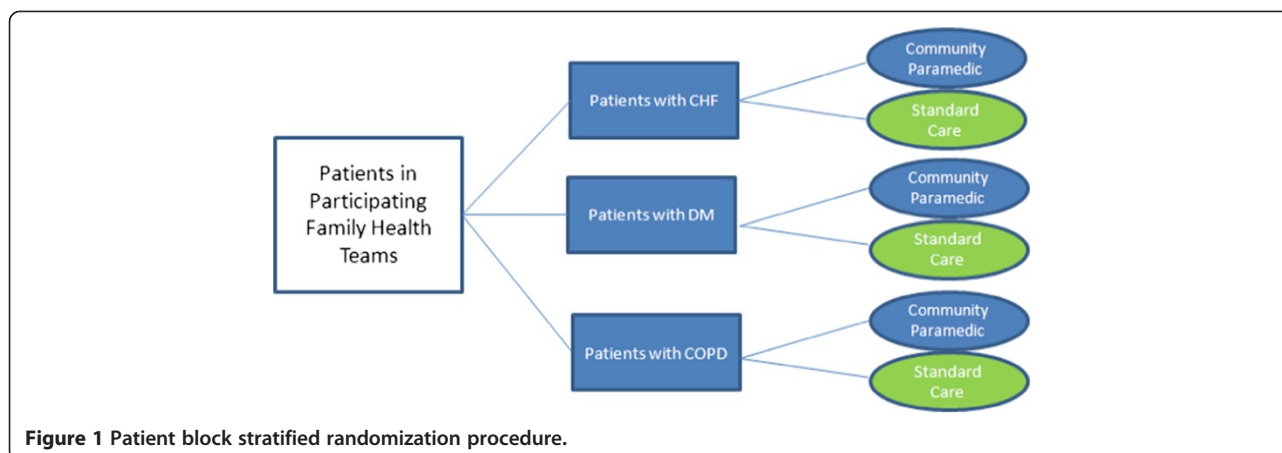 Patients in
Participating
Family Health
Teams
Patients with CHF
Community
Paramedic
Standard
Care
Patients with DM
Community
Paramedic
Standard
Care
Patients with COPD
Community
Paramedic
Standard
Care
Figure 1 Patient block stratified randomization procedure.